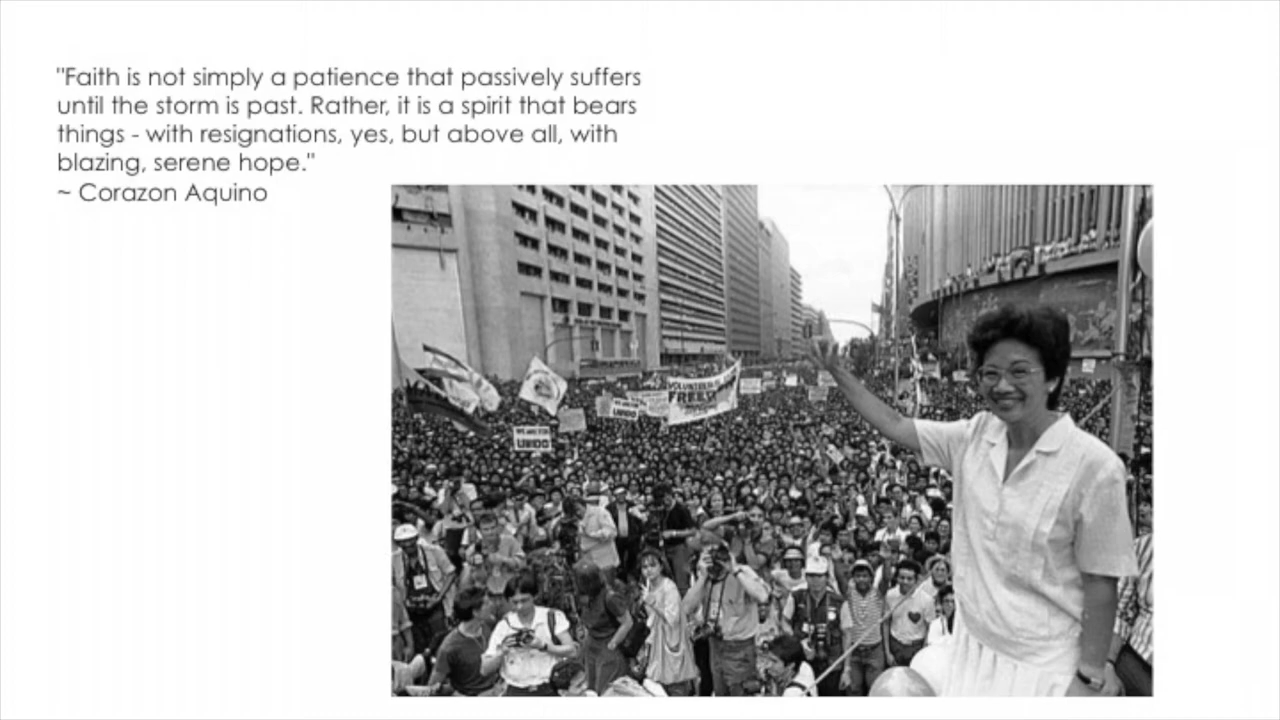 "Faith is not simply a patience that passively suffers
until the storm is past. Rather, it is a spirit that bears
things - with resignations, yes, but above all, with
blazing, serene hope."
~ Corazon Aquino
UNIDO
UNIDO